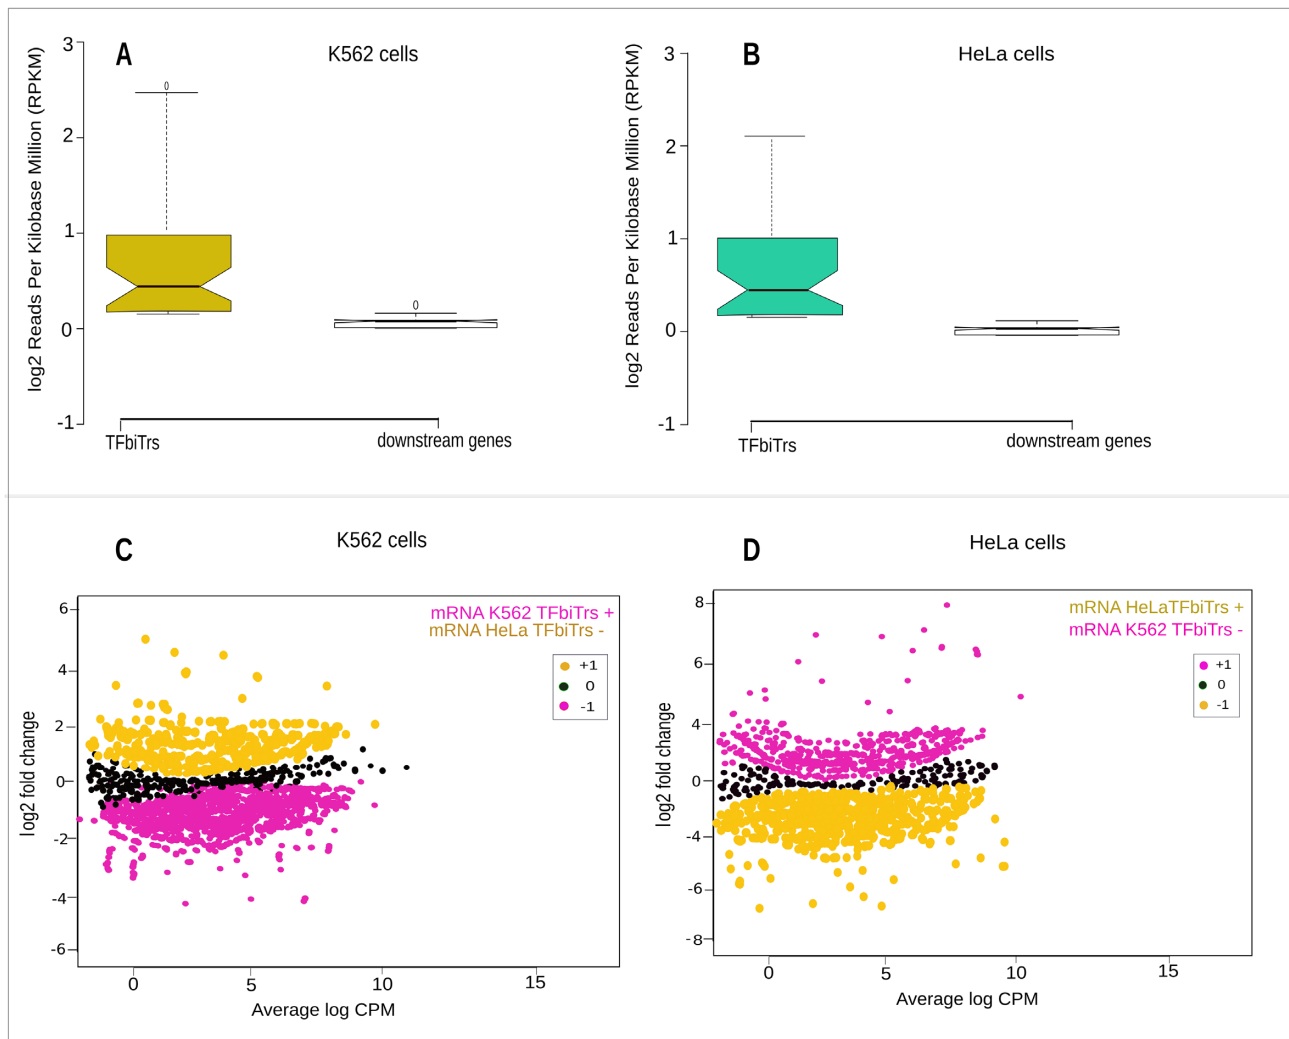 A
K562 cells
log2 Reads Per Kilobase Million (RPKM)
3
2
1
0
-1
0
0
TFbiTrs
downstream genes
B
HeLa cells
log2 Reads Per Kilobase Million (RPKM)
3
2
1
0
-1
TFbiTrs
downstream genes
C
K562 cells
log2 fold change
6
4
2
0
-2
-4
-6
mRNA K562 TFbiTrs +
mRNA HeLa TFbiTrs -
+1
0
-1
0
5
10
15
Average log CPM
D
HeLa cells
log2 fold change
8
6
4
0
-4
-6
-8
mRNA HeLaTFbiTrs +
mRNA K562 TFbiTrs -
+1
0
-1
0
5
10
15
Average log CPM